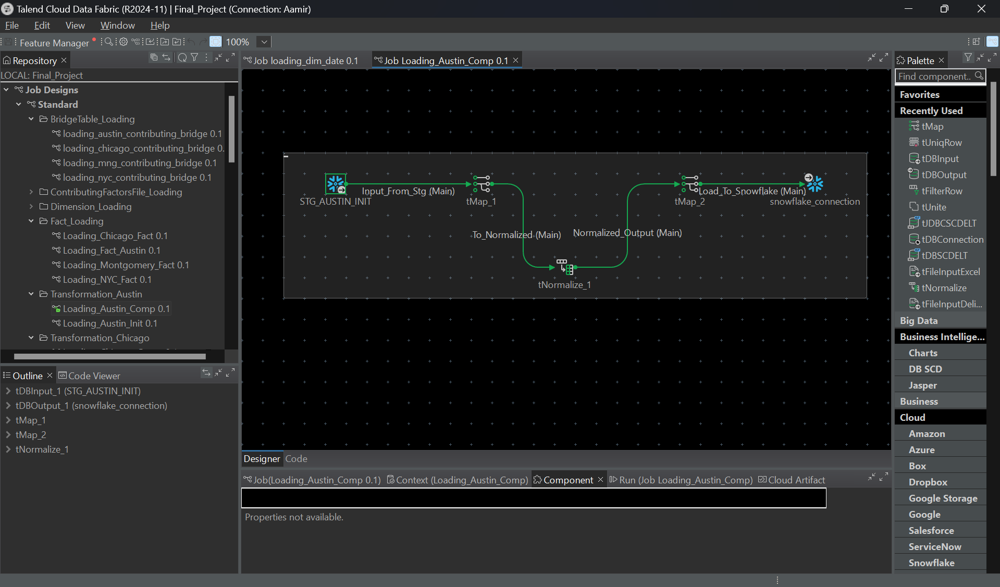 Talend Cloud Data Fabric (R2024-11) | Final_Project (Connection: Aamir)
File Edit View Window Help
Feature Manager 100%
Repository
LOCAL: Final_Project
Job Designs
Standard
BridgeTable_Loading
loading_austin_contributing_bridge 0.1
loading_chicago_contributing_bridge 0.
loading_mng_contributing_bridge 0.1
loading_nyc_contributing_bridge 0.1
ContributingFactorsFile_Loading
Dimension_Loading
Fact_Loading
Loading_Chicago_Fact 0.1
Loading_Fact_Austin 0.1
Loading_Montgomery_Fact 0.1
Loading_NYC_Fact 0.1
Transformation_Austin
Loading_Austin_Comp 0.1
Loading_Austin_Init 0.1
Transformation_Chicago
Outline Code Viewer
tDBInput_1 (STG_AUSTIN_INIT)
tDBOutput_1 (snowflake_connection)
tMap_1
tMap_2
tNormalize_1
Job loading_dim_date 0.1 Job Loading_Austin_Comp 0.1
Input_From_Stg (Main) Load_To_Snowflake (Main)
STG_AUSTIN_INIT tMap_1 tMap_2 snowflake_connection
To_Normalized (Main) Normalized_Output (Main)
tNormalize_1
Designer Code
Job(Loading_Austin_Comp 0.1) Context (Loading_Austin_Comp) Component Run (Job Loading_Austin_Comp) Cloud Artifact
Properties not available.
Palette
Find component..
Favorites
Recently Used
tMap
tUniqRow
tDBInput
tDBOutput
tFilterRow
tUnite
tJDBCSCDELT
tDBConnection
tDBSCDELT
tFileInputExcel
tNormalize
tFileInputDeli...
Big Data
Business Intellige...
Charts
DB SCD
Jasper
Business
Cloud
Amazon
Azure
Box
Dropbox
Google Storage
Google
Salesforce
ServiceNow
Snowflake